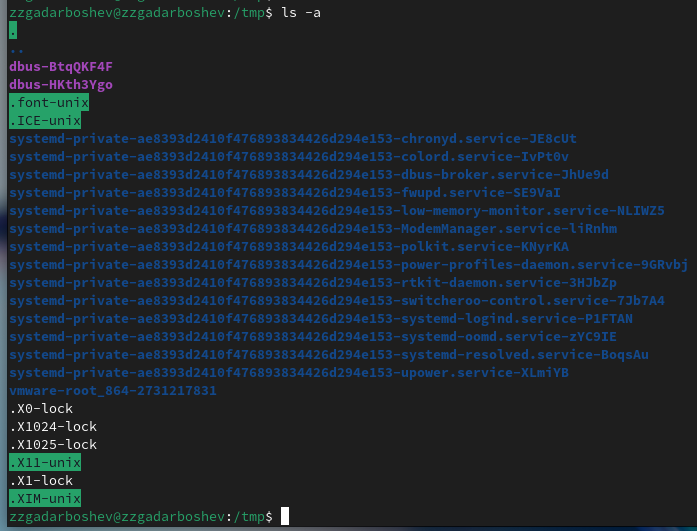 zzgadarboshev@zzgadarboshev:/tmp$ ls -a
.
..
dbus-BtqQKF4F
dbus-HKth3Ygo
.font-unix
.ICE-unix
systemd-private-ae8393d2410f476893834426d294e153-chronyd.service-JE8cUt
systemd-private-ae8393d2410f476893834426d294e153-colord.service-IvPt0v
systemd-private-ae8393d2410f476893834426d294e153-dbus-broker.service-JhUe9d
systemd-private-ae8393d2410f476893834426d294e153-fwupd.service-SE9VaI
systemd-private-ae8393d2410f476893834426d294e153-low-memory-monitor.service-NLIWZ5
systemd-private-ae8393d2410f476893834426d294e153-ModemManager.service-liRnhm
systemd-private-ae8393d2410f476893834426d294e153-polkit.service-KNyrKA
systemd-private-ae8393d2410f476893834426d294e153-power-profiles-daemon.service-9GRvbj
systemd-private-ae8393d2410f476893834426d294e153-rtkit-daemon.service-3HJbZp
systemd-private-ae8393d2410f476893834426d294e153-switcheroo-control.service-7Jb7A4
systemd-private-ae8393d2410f476893834426d294e153-systemd-logind.service-P1FTAN
systemd-private-ae8393d2410f476893834426d294e153-systemd-oomd.service-zYC9IE
systemd-private-ae8393d2410f476893834426d294e153-systemd-resolved.service-BoqsAu
systemd-private-ae8393d2410f476893834426d294e153-upower.service-XLmiYB
vmware-root_864-2731217831
.X0-lock
.X1024-lock
.X1025-lock
.X11-unix
.X1-lock
.XIM-unix
zzgadarboshev@zzgadarboshev:/tmp$